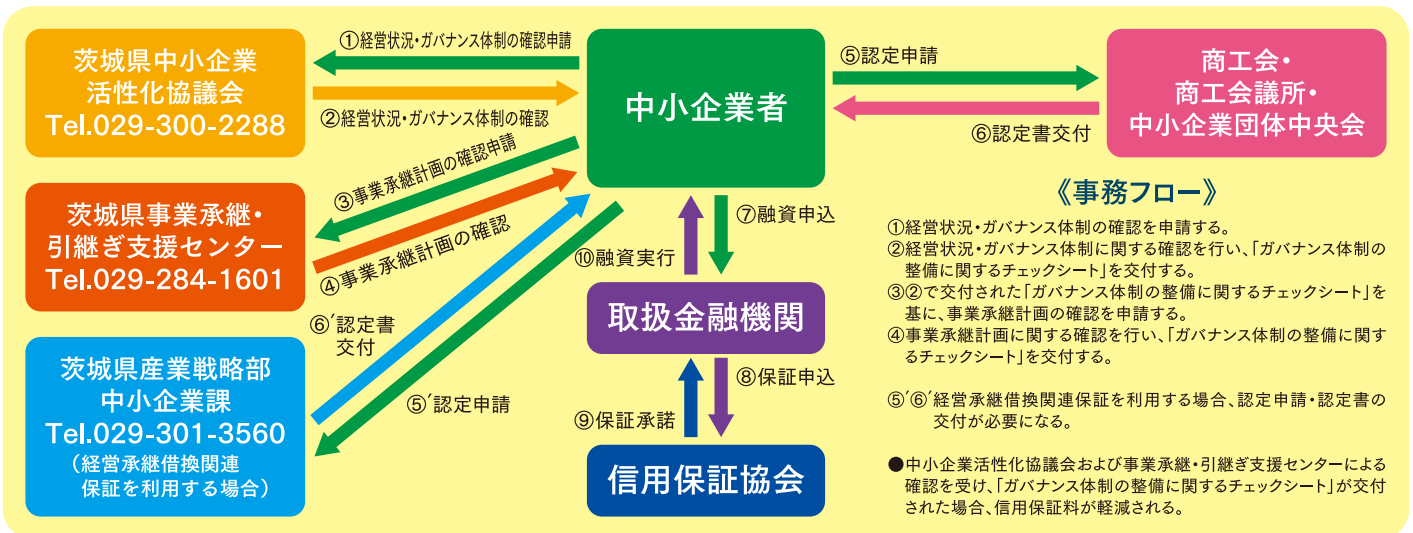 茨城県中小企業
活性化協議会
Tel.029-300-2288
①経営状況・ガバナンス体制の確認申請
②経営状況・ガバナンス体制の確認
中小企業者
⑤認定申請
⑥認定書交付
商工会・
商工会議所・
中小企業団体中央会
茨城県事業承継・
引継ぎ支援センター
Tel.029-284-1601
③事業承継計画の確認申請
④事業承継計画の確認
⑦融資申込
⑩融資実行
取扱金融機関
茨城県産業戦略部
中小企業課
Tel.029-301-3560
（経営承継借換関連
保証を利用する場合）
⑥′認定書
交付
⑤′認定申請
⑧保証申込
⑨保証承諾
信用保証協会
《事務フロー》
①経営状況・ガバナンス体制の確認を申請する。
②経営状況・ガバナンス体制に関する確認を行い、「ガバナンス体制の
整備に関するチェックシート」を交付する。
③②で交付された「ガバナンス体制の整備に関するチェックシート」を
基に、事業承継計画の確認を申請する。
④事業承継計画に関する確認を行い、「ガバナンス体制の整備に関す
るチェックシート」を交付する。
⑤′⑥′経営承継借換関連保証を利用する場合、認定申請・認定書の
交付が必要になる。
●中小企業活性化協議会および事業承継・引継ぎ支援センターによる
確認を受け、「ガバナンス体制の整備に関するチェックシート」が交付
された場合、信用保証料が軽減される。